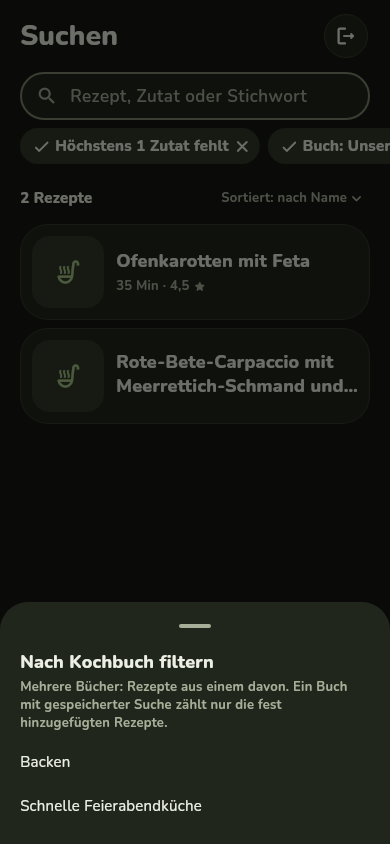 Suchen
Rezept, Zutat oder Stichwort
Höchstens 1 Zutat fehlt
Buch: Unser
2 Rezepte
Sortiert: nach Name
Ofenkarotten mit Feta
35 Min · 4,5 ★
Rote-Bete-Carpaccio mit
Meerrettich-Schmand und…
Nach Kochbuch filtern
Mehrere Bücher: Rezepte aus einem davon. Ein Buch
mit gespeicherter Suche zählt nur die fest
hinzugefügten Rezepte.
Backen
Schnelle Feierabendküche